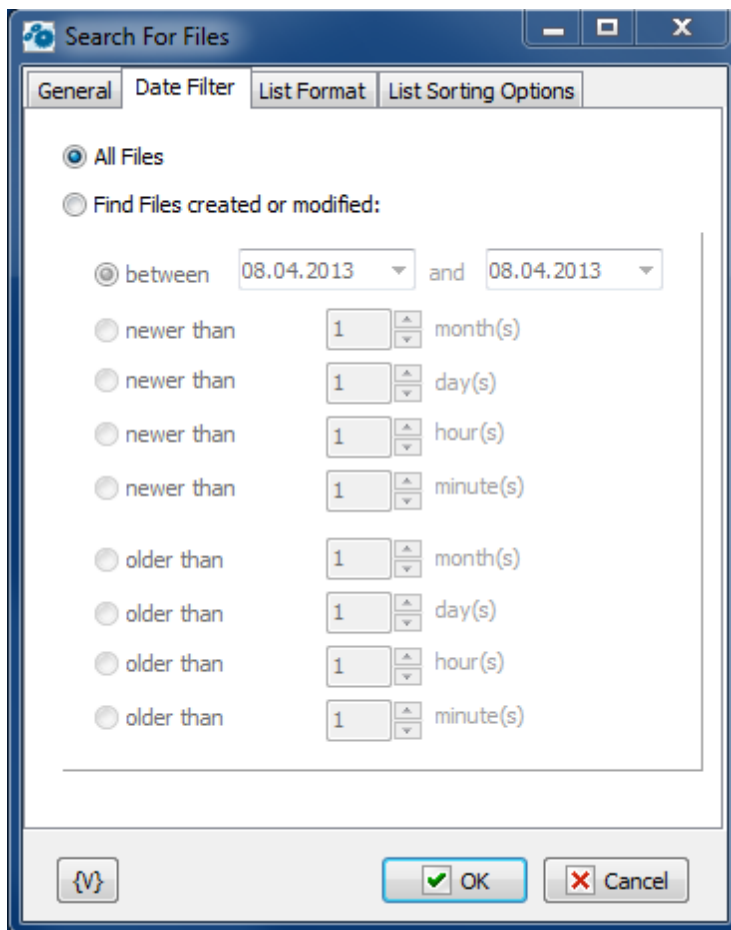 Search For Files
General Date Filter List Format List Sorting Options
All Files
Find Files created or modified:
between 08.04.2013 and 08.04.2013
newer than 1 month(s)
newer than 1 day(s)
newer than 1 hour(s)
newer than 1 minute(s)
older than 1 month(s)
older than 1 day(s)
older than 1 hour(s)
older than 1 minute(s)
{V} OK Cancel